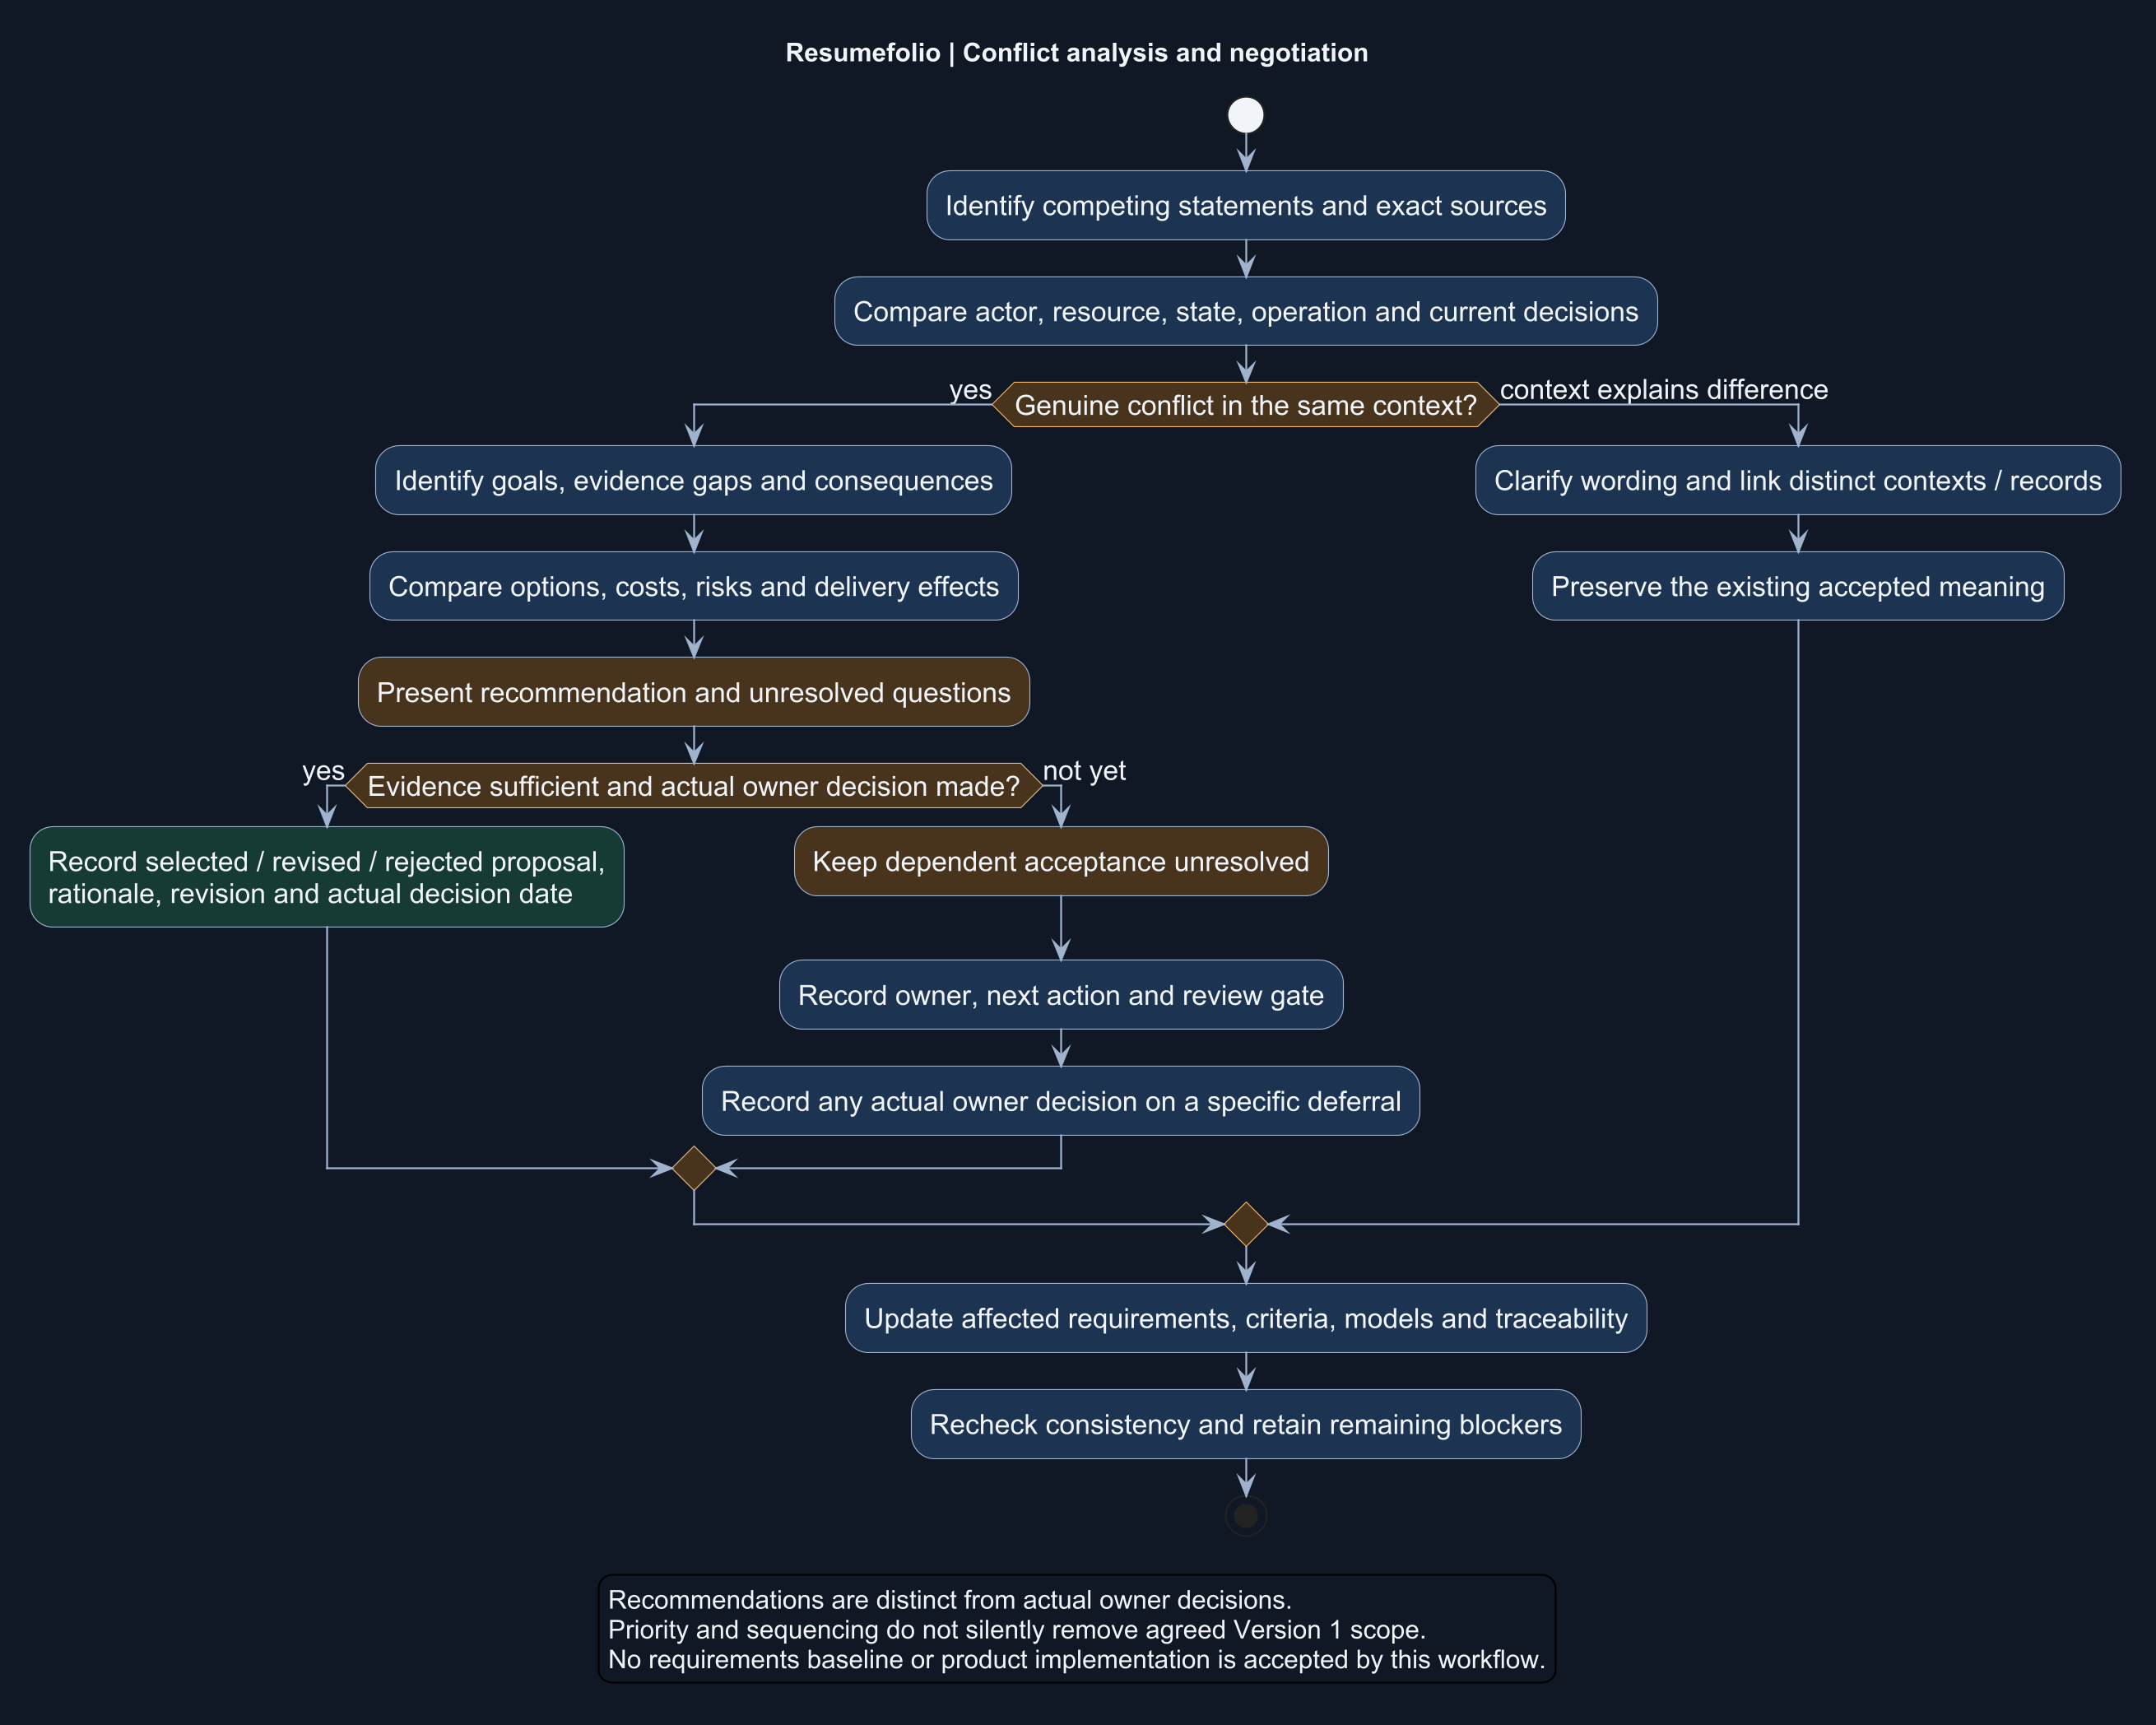 Resumefolio | Conflict analysis and negotiation
Identify competing statements and exact sources
Compare actor, resource, state, operation and current decisions
Genuine conflict in the same context?
yes
context explains difference
Identify goals, evidence gaps and consequences
Compare options, costs, risks and delivery effects
Present recommendation and unresolved questions
Evidence sufficient and actual owner decision made?
yes
not yet
Record selected / revised / rejected proposal,
rationale, revision and actual decision date
Keep dependent acceptance unresolved
Record owner, next action and review gate
Record any actual owner decision on a specific deferral
Clarify wording and link distinct contexts / records
Preserve the existing accepted meaning
Update affected requirements, criteria, models and traceability
Recheck consistency and retain remaining blockers
Recommendations are distinct from actual owner decisions.
Priority and sequencing do not silently remove agreed Version 1 scope.
No requirements baseline or product implementation is accepted by this workflow.